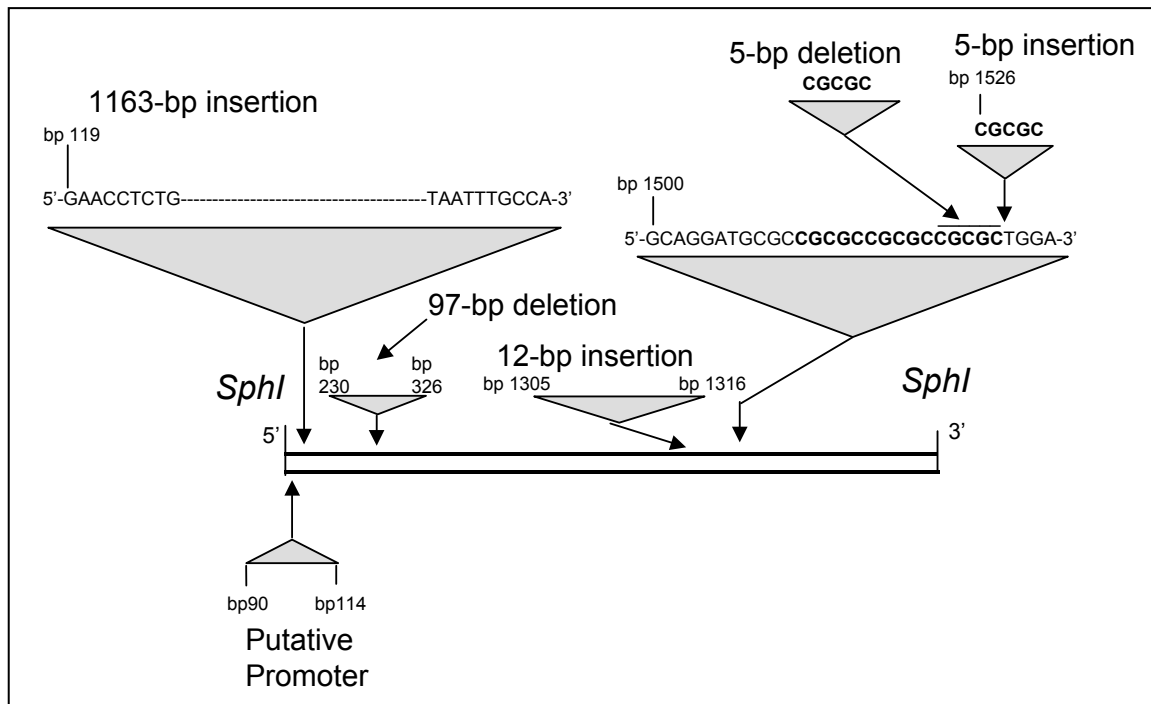 5-bp deletion
CGCGC
5-bp insertion
bp 1526
CGCGC
1163-bp insertion
bp 119
5’-GAACCTCTG---------------------------------------TAATTTGCCA-3’
bp 1500
5’-GCAGGATGCGCCGCGCCGCGCCGCGCTGGA-3’
97-bp deletion
bp
230
bp
326
12-bp insertion
bp 1305
bp 1316
SphI
SphI
5’
3’
bp90
bp114
Putative
Promoter